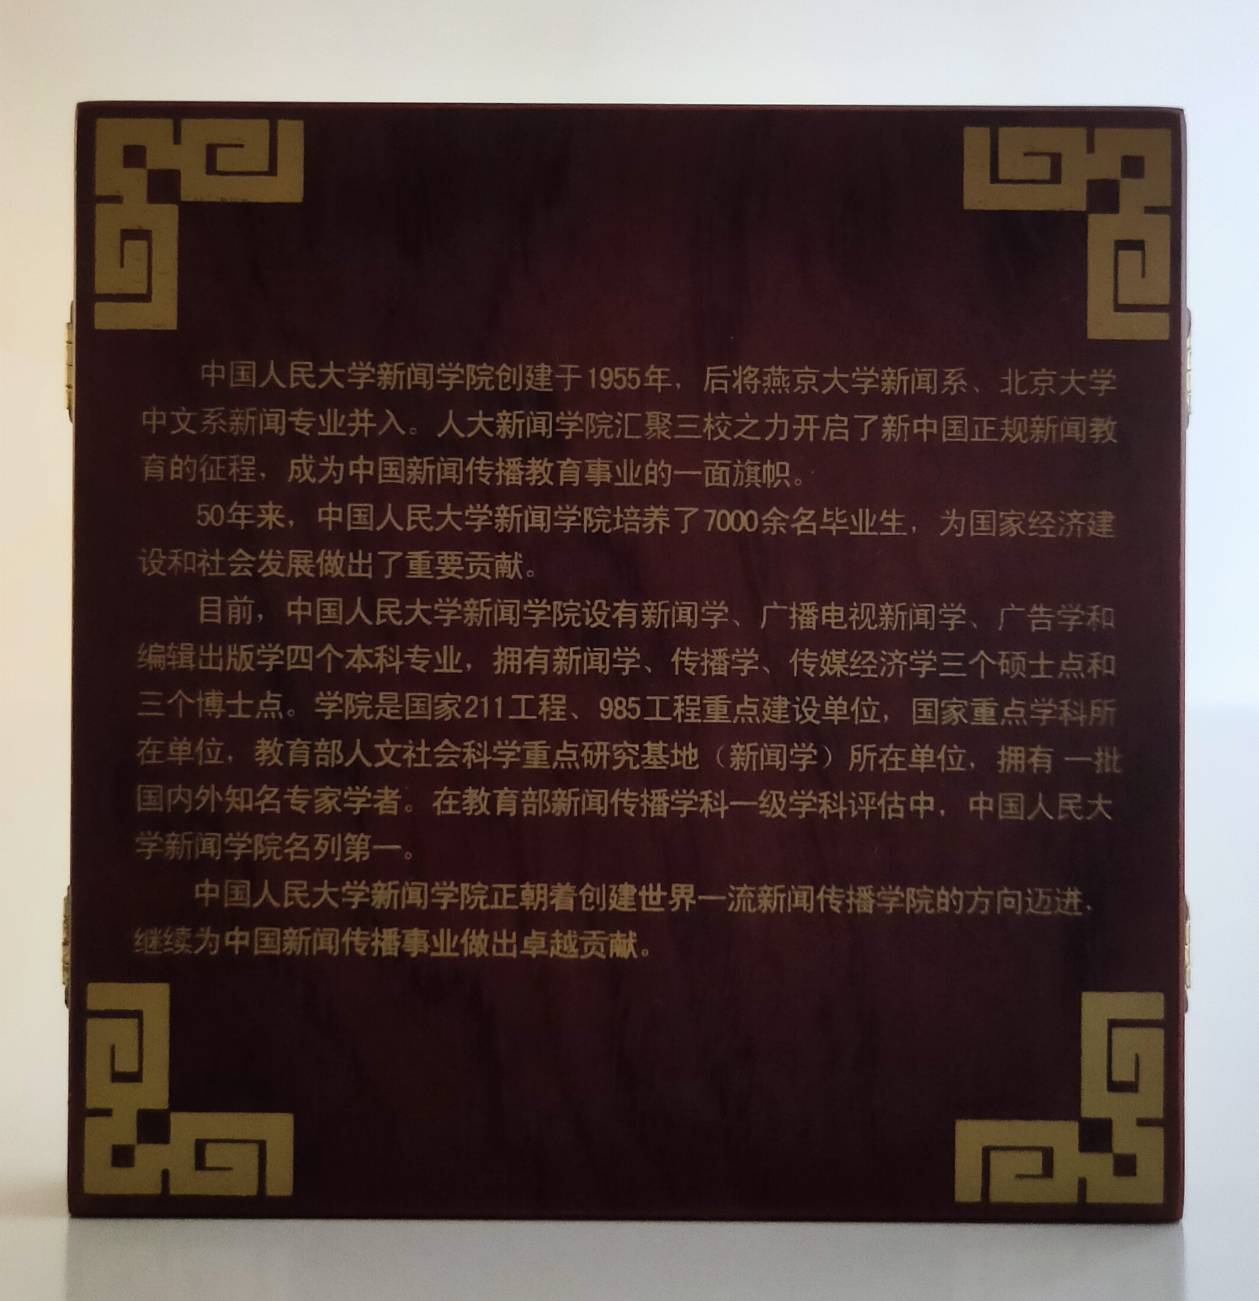 中国人民大学新闻学院创建于1955年，后将燕京大学新闻系、北京大学
中文系新闻专业并入。人大新闻学院汇聚三校之力开启了新中国正规新闻教
育的征程，成为中国新闻传播教育事业的一面旗帜。
50年来，中国人民大学新闻学院培养了7000余名毕业生，为国家经济建
设和社会发展做出了重要贡献。
目前，中国人民大学新闻学院设有新闻学、广播电视新闻学、广告学和
编辑出版学四个本科专业，拥有新闻学、传播学、传媒经济学三个硕士点和
三个博士点。学院是国家211工程、985工程重点建设单位，国家重点学科所
在单位，教育部人文社会科学重点研究基地（新闻学）所在单位，拥有 一批
国内外知名专家学者。在教育部新闻传播学科一级学科评估中，中国人民大
学新闻学院名列第一。
中国人民大学新闻学院正朝着创建世界一流新闻传播学院的方向迈进，
继续为中国新闻传播事业做出卓越贡献。